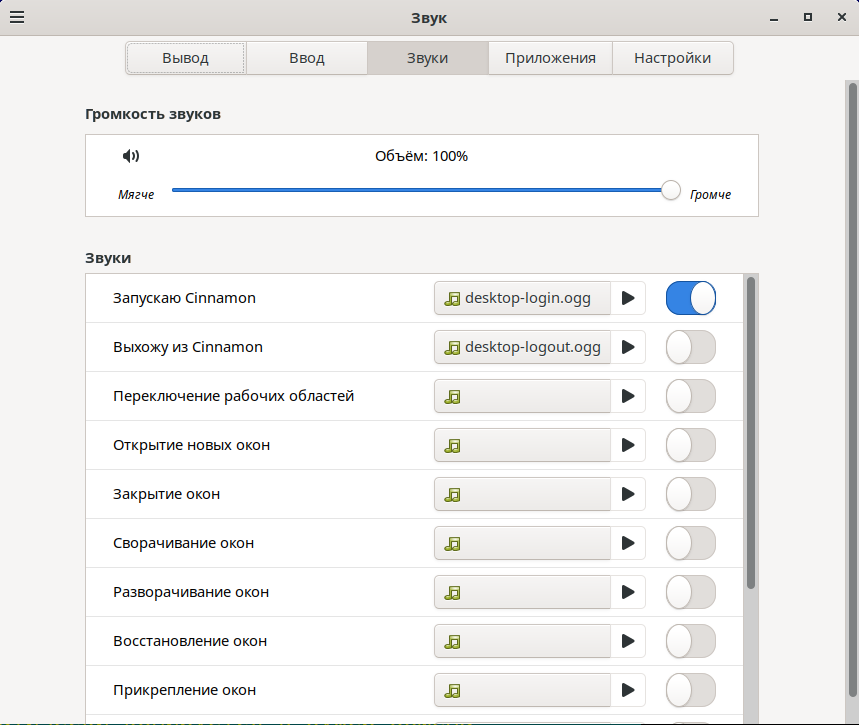 Звук
Вывод Ввод Звуки Приложения Настройки
Громкость звуков
Объём: 100%
Мягче Громче
Звуки
Запускаю Cinnamon desktop-login.ogg
Выхожу из Cinnamon desktop-logout.ogg
Переключение рабочих областей
Открытие новых окон
Закрытие окон
Сворачивание окон
Разворачивание окон
Восстановление окон
Прикрепление окон